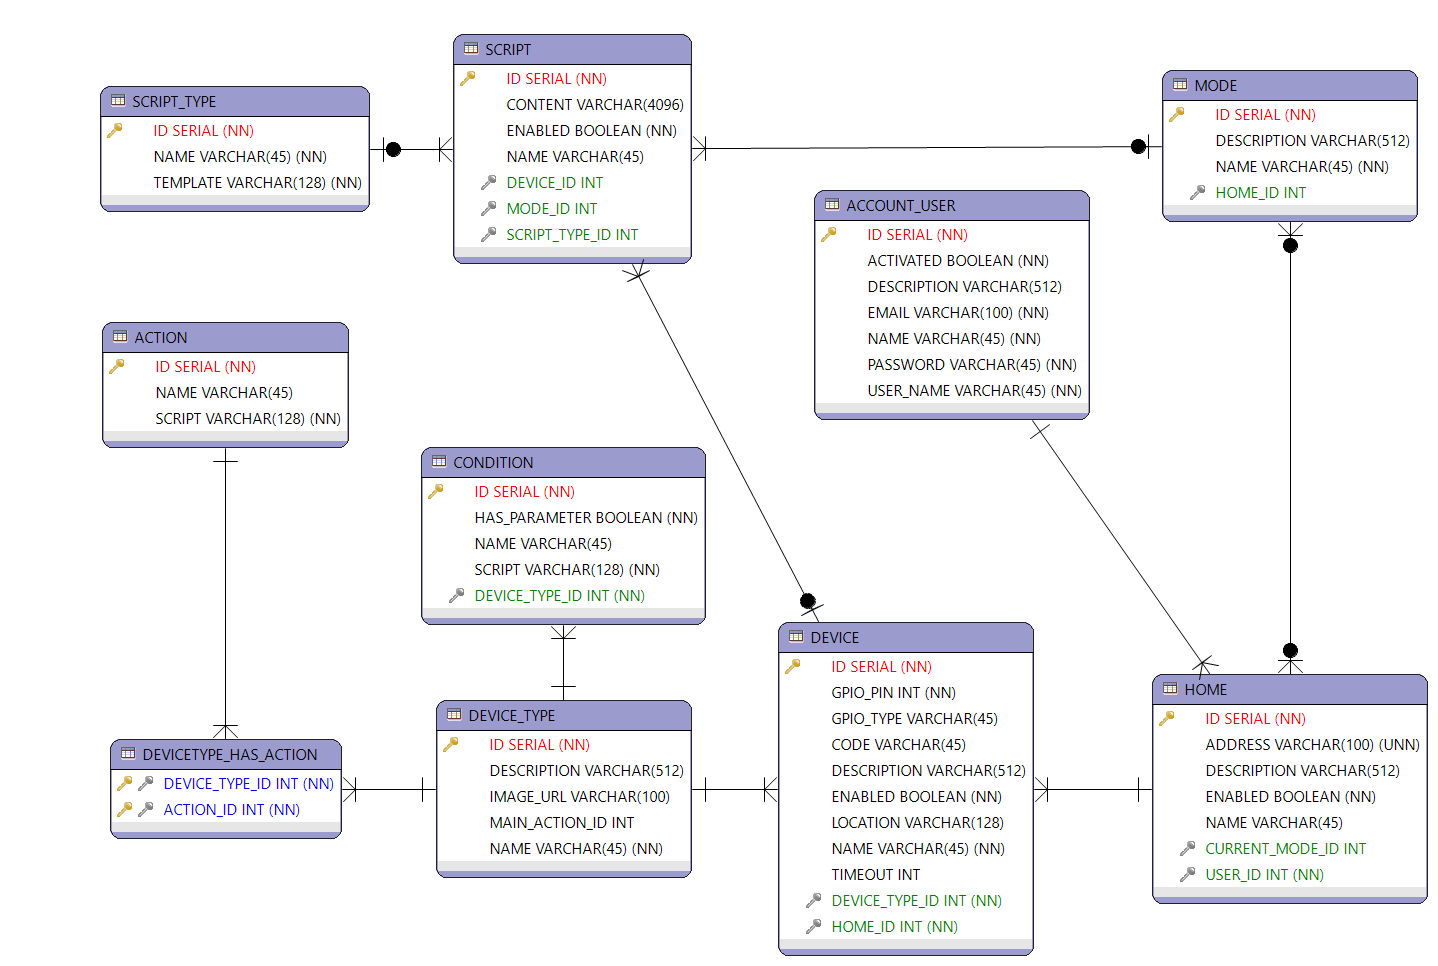 SCRIPT
ID SERIAL (NN)
CONTENT VARCHAR(4096)
ENABLED BOOLEAN (NN)
NAME VARCHAR(45)
DEVICE_ID INT
MODE_ID INT
SCRIPT_TYPE_ID INT
SCRIPT_TYPE
ID SERIAL (NN)
NAME VARCHAR(45) (NN)
TEMPLATE VARCHAR(128) (NN)
MODE
ID SERIAL (NN)
DESCRIPTION VARCHAR(512)
NAME VARCHAR(45) (NN)
HOME_ID INT
ACCOUNT_USER
ID SERIAL (NN)
ACTIVATED BOOLEAN (NN)
DESCRIPTION VARCHAR(512)
EMAIL VARCHAR(100) (NN)
NAME VARCHAR(45) (NN)
PASSWORD VARCHAR(45) (NN)
USER_NAME VARCHAR(45) (NN)
ACTION
ID SERIAL (NN)
NAME VARCHAR(45)
SCRIPT VARCHAR(128) (NN)
CONDITION
ID SERIAL (NN)
HAS_PARAMETER BOOLEAN (NN)
NAME VARCHAR(45)
SCRIPT VARCHAR(128) (NN)
DEVICE_TYPE_ID INT (NN)
DEVICE
ID SERIAL (NN)
GPIO_PIN INT (NN)
GPIO_TYPE VARCHAR(45)
CODE VARCHAR(45)
DESCRIPTION VARCHAR(512)
ENABLED BOOLEAN (NN)
LOCATION VARCHAR(128)
NAME VARCHAR(45) (NN)
TIMEOUT INT
DEVICE_TYPE_ID INT (NN)
HOME_ID INT (NN)
HOME
ID SERIAL (NN)
ADDRESS VARCHAR(100) (UNN)
DESCRIPTION VARCHAR(512)
ENABLED BOOLEAN (NN)
NAME VARCHAR(45)
CURRENT_MODE_ID INT
USER_ID INT (NN)
DEVICE_TYPE
ID SERIAL (NN)
DESCRIPTION VARCHAR(512)
IMAGE_URL VARCHAR(100)
MAIN_ACTION_ID INT
NAME VARCHAR(45) (NN)
DEVICETYPE_HAS_ACTION
DEVICE_TYPE_ID INT (NN)
ACTION_ID INT (NN)